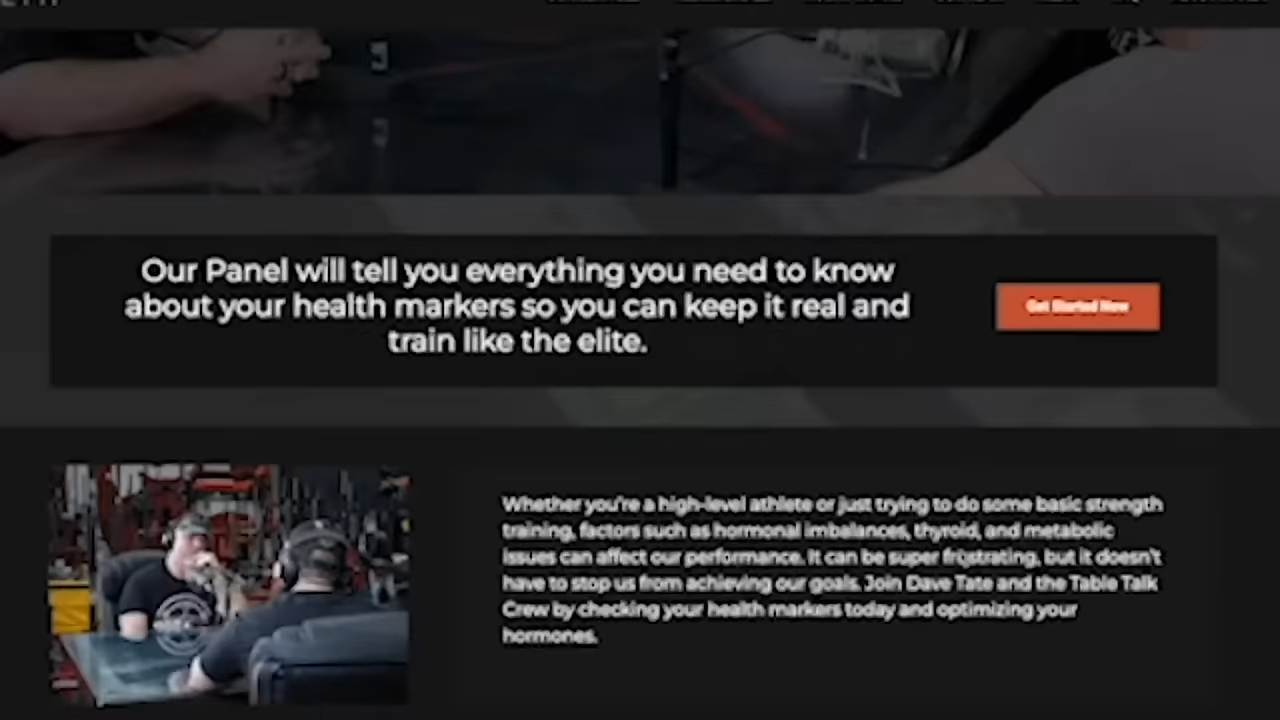 Our Panel will tell you everything you need to know
about your health markers so you can keep it real and
train like the elite.
Get Started Now
Whether you're a high-level athlete or just trying to do some basic strength
training, factors such as hormonal imbalances, thyroid, and metabolic
issues can affect our performance. It can be super frustrating, but it doesn't
have to stop us from achieving our goals. Join Dave Tate and the Table Talk
Crew by checking your health markers today and optimizing your
hormones.